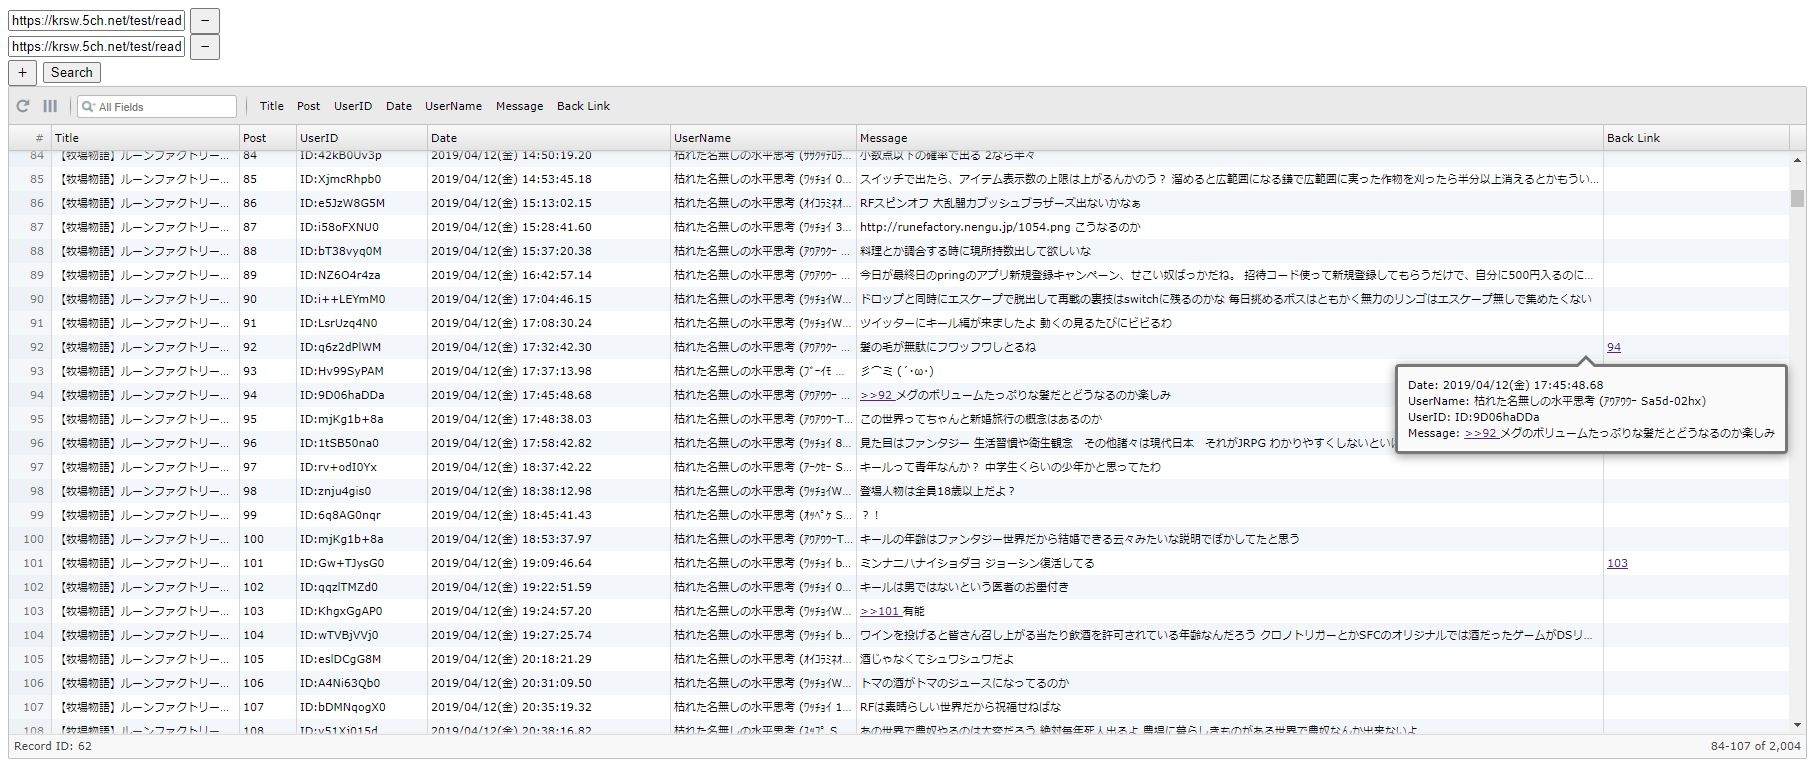 https://krsw.5ch.net/test/read −
https://krsw.5ch.net/test/read −
+ Search
All Fields Title Post UserID Date UserName Message Back Link
# Title Post UserID Date UserName Message Back Link
84 【牧場物語】ルーンファクトリー... 84 ID:42kB0Uv3p 2019/04/12(金) 14:50:19.20 枯れた名無しの水平思考 (ｻｻｸｯﾃﾛﾗ... 小数点以下の確率で出る 2なら半々
85 【牧場物語】ルーンファクトリー... 85 ID:XjmcRhpb0 2019/04/12(金) 14:53:45.18 枯れた名無しの水平思考 (ﾜｯﾁｮｲ 0... スイッチで出たら、アイテム表示数の上限は上がるんかのう？ 溜めると広範囲になる鎌で広範囲に実った作物を刈ったら半分以上消えるとかもうい...
86 【牧場物語】ルーンファクトリー... 86 ID:e5JzW8G5M 2019/04/12(金) 15:13:02.15 枯れた名無しの水平思考 (ｵｲｺﾗﾐﾈｵ... RFスピンオフ 大乱闘カブッシュブラザーズ出ないかなぁ
87 【牧場物語】ルーンファクトリー... 87 ID:i58oFXNU0 2019/04/12(金) 15:28:41.60 枯れた名無しの水平思考 (ﾜｯﾁｮｲ 3... http://runefactory.nengu.jp/1054.png こうなるのか
88 【牧場物語】ルーンファクトリー... 88 ID:bT38vyq0M 2019/04/12(金) 15:37:20.38 枯れた名無しの水平思考 (ｱｳｱｳｳｰ ... 料理とか調合する時に現所持数出して欲しいな
89 【牧場物語】ルーンファクトリー... 89 ID:NZ6O4r4za 2019/04/12(金) 16:42:57.14 枯れた名無しの水平思考 (ｱｳｱｳｳｰ ... 今日が最終日のpringのアプリ新規登録キャンペーン、せこい奴ばっかだね。 招待コード使って新規登録してもらうだけで、自分に500円入るのに...
90 【牧場物語】ルーンファクトリー... 90 ID:i++LEYmM0 2019/04/12(金) 17:04:46.15 枯れた名無しの水平思考 (ﾜｯﾁｮｲW... ドロップと同時にエスケープで脱出して再戦の裏技はswitchに残るのかな 毎日挑めるボスはともかく無力のリンゴはエスケープ無しで集めたくない
91 【牧場物語】ルーンファクトリー... 91 ID:LsrUzq4N0 2019/04/12(金) 17:08:30.24 枯れた名無しの水平思考 (ﾜｯﾁｮｲW... ツイッターにキール編が来ましたよ 動くの見るたびにビビるわ
92 【牧場物語】ルーンファクトリー... 92 ID:q6z2dPlWM 2019/04/12(金) 17:32:42.30 枯れた名無しの水平思考 (ｱｳｱｳｳｰ ... 髪の毛が無駄にフワッフワしとるね 94
93 【牧場物語】ルーンファクトリー... 93 ID:Hv99SyPAM 2019/04/12(金) 17:37:13.98 枯れた名無しの水平思考 (ﾌﾞｰｲﾓ ... 彡⌒ミ (´･ω･)
94 【牧場物語】ルーンファクトリー... 94 ID:9D06haDDa 2019/04/12(金) 17:45:48.68 枯れた名無しの水平思考 (ｱｳｱｳｳｰ ... >>92 メグのボリュームたっぷりな髪だとどうなるのか楽しみ
95 【牧場物語】ルーンファクトリー... 95 ID:mjKg1b+8a 2019/04/12(金) 17:48:38.03 枯れた名無しの水平思考 (ｱｳｱｳｰT... この世界ってちゃんと新婚旅行の概念はあるのか
96 【牧場物語】ルーンファクトリー... 96 ID:1tSB50na0 2019/04/12(金) 17:58:42.82 枯れた名無しの水平思考 (ﾜｯﾁｮｲ 8... 見た目はファンタジー 生活習慣や衛生観念　その他諸々は現代日本　それがJRPG わかりやすくしないといけ
Date: 2019/04/12(金) 17:45:48.68
UserName: 枯れた名無しの水平思考 (ｱｳｱｳｳｰ Sa5d-02hx)
UserID: ID:9D06haDDa
Message: >>92 メグのボリュームたっぷりな髪だとどうなるのか楽しみ
97 【牧場物語】ルーンファクトリー... 97 ID:rv+odI0Yx 2019/04/12(金) 18:37:42.22 枯れた名無しの水平思考 (ｱｰｸｾｰ S... キールって青年なんか？ 中学生くらいの少年かと思ってたわ
98 【牧場物語】ルーンファクトリー... 98 ID:znju4gis0 2019/04/12(金) 18:38:12.98 枯れた名無しの水平思考 (ﾜｯﾁｮｲW... 登場人物は全員18歳以上だよ？
99 【牧場物語】ルーンファクトリー... 99 ID:6q8AG0nqr 2019/04/12(金) 18:45:41.43 枯れた名無しの水平思考 (ｵｯﾍﾟｹ S... ？！
100 【牧場物語】ルーンファクトリー... 100 ID:mjKg1b+8a 2019/04/12(金) 18:53:37.97 枯れた名無しの水平思考 (ｱｳｱｳｰT... キールの年齢はファンタジー世界だから結婚できる云々みたいな説明でぼかしてたと思う
101 【牧場物語】ルーンファクトリー... 101 ID:Gw+TJysG0 2019/04/12(金) 19:09:46.64 枯れた名無しの水平思考 (ﾜｯﾁｮｲ b... ミンナニハナイショダヨ ジョーシン復活してる 103
102 【牧場物語】ルーンファクトリー... 102 ID:qqzlTMZd0 2019/04/12(金) 19:22:51.59 枯れた名無しの水平思考 (ﾜｯﾁｮｲ 0... キールは男ではないという医者のお墨付き
103 【牧場物語】ルーンファクトリー... 103 ID:KhgxGgAP0 2019/04/12(金) 19:24:57.20 枯れた名無しの水平思考 (ﾜｯﾁｮｲW... >>101 有能
104 【牧場物語】ルーンファクトリー... 104 ID:wTVBjVVj0 2019/04/12(金) 19:27:25.74 枯れた名無しの水平思考 (ﾜｯﾁｮｲ b... ワインを投げると皆さん召し上がる当たり飲酒を許可されている年齢なんだろう クロノトリガーとかSFCのオリジナルでは酒だったゲームがDSリ...
105 【牧場物語】ルーンファクトリー... 105 ID:eslDCgG8M 2019/04/12(金) 20:18:21.29 枯れた名無しの水平思考 (ｵｲｺﾗﾐﾈｵ... 酒じゃなくてシュワシュワだよ
106 【牧場物語】ルーンファクトリー... 106 ID:A4Ni63Qb0 2019/04/12(金) 20:31:09.50 枯れた名無しの水平思考 (ﾜｯﾁｮｲW... トマの酒がトマのジュースになってるのか
107 【牧場物語】ルーンファクトリー... 107 ID:bDMNqogX0 2019/04/12(金) 20:35:19.32 枯れた名無しの水平思考 (ﾜｯﾁｮｲ 1... RFは素晴らしい世界だから祝福せねばな
108 【牧場物語】ルーンファクトリー... 108 ID:y51Xj015d 2019/04/12(金) 20:38:16.82 枯れた名無しの水平思考 (ｽｯﾌﾟ S... あの世界で農奴やるのは大変だろう 絶対毎年死人出るよ 農場に暮らしきものがある世界で農奴なんか出来ないよ
Record ID: 62 84-107 of 2,004